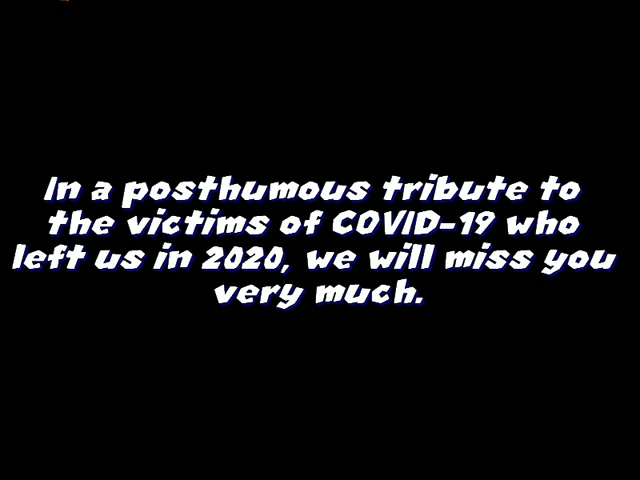 In a posthumous tribute to
the victims of COVID-19 who
left us in 2020, we will miss you
very much.